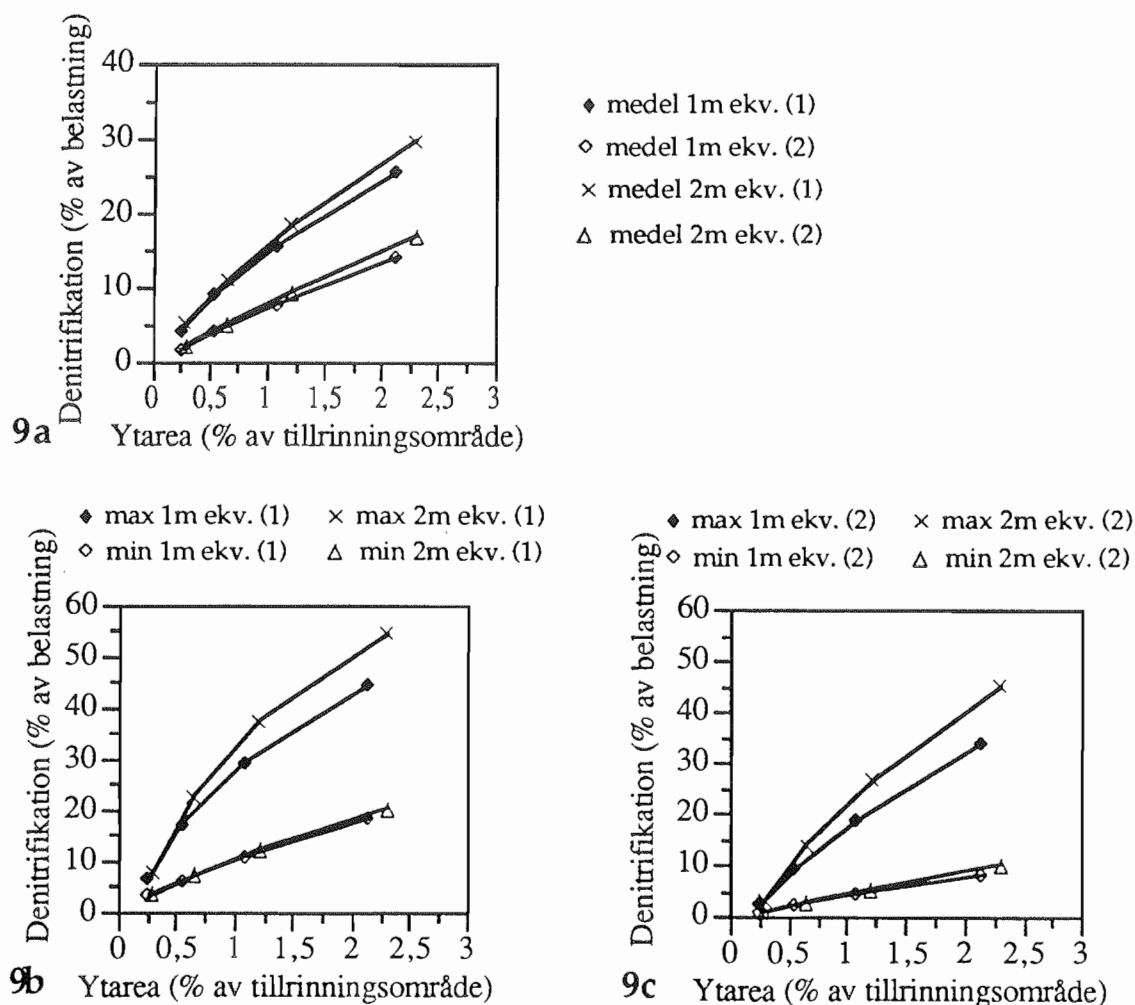 Denitrifikation (% av belastning)
40
30
20
10
0
0 0,5 1 1,5 2 2,5 3
9a Ytarea (% av tillrinningsområde)
medel 1m ekv. (1)
medel 1m ekv. (2)
medel 2m ekv. (1)
medel 2m ekv. (2)
max 1m ekv. (1) max 2m ekv. (1)
min 1m ekv. (1) min 2m ekv. (1)
Denitrifikation (% av belastning)
60
50
40
30
20
10
0
0 0,5 1 1,5 2 2,5 3
9b Ytarea (% av tillrinningsområde)
max 1m ekv. (2) max 2m ekv. (2)
min 1m ekv. (2) min 2m ekv. (2)
Denitrifikation (% av belastning)
60
50
40
30
20
10
0
0 0,5 1 1,5 2 2,5 3
9c Ytarea (% av tillrinningsområde)